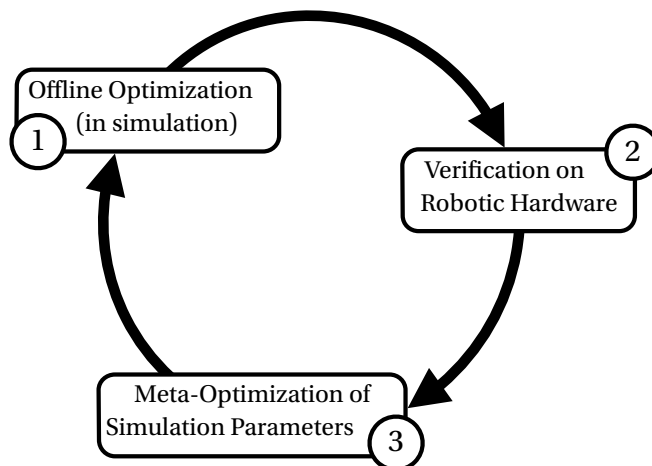 Offline Optimization
(in simulation)
1
2
Verification on
Robotic Hardware
Meta-Optimization of
Simulation Parameters
3